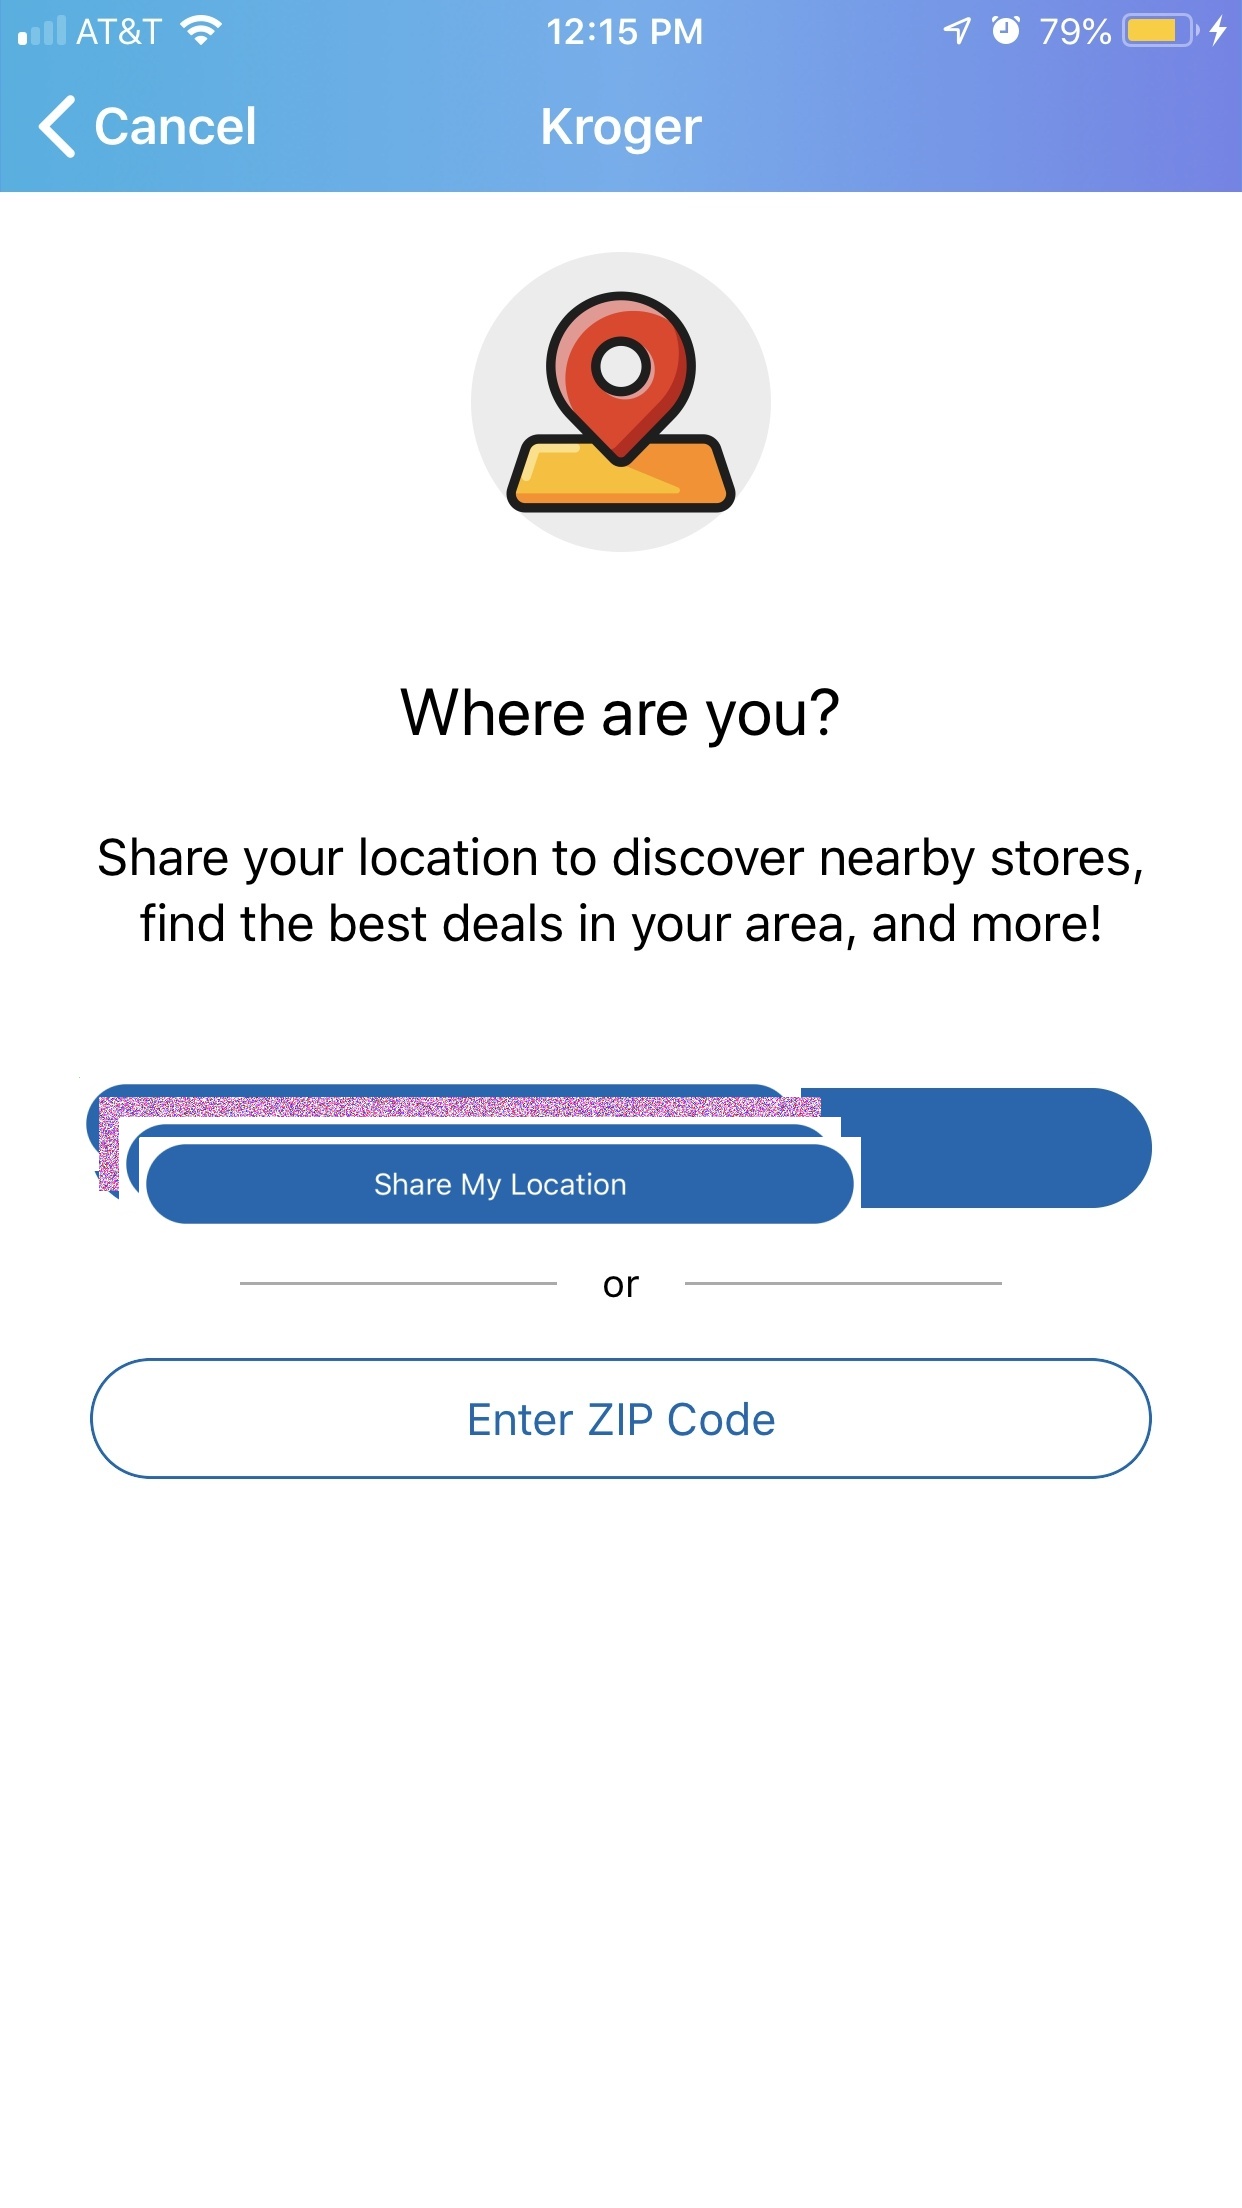 AT&T 12:15 PM 79%
Cancel Kroger
Where are you?
Share your location to discover nearby stores,
find the best deals in your area, and more!
Share My Location
or
Enter ZIP Code